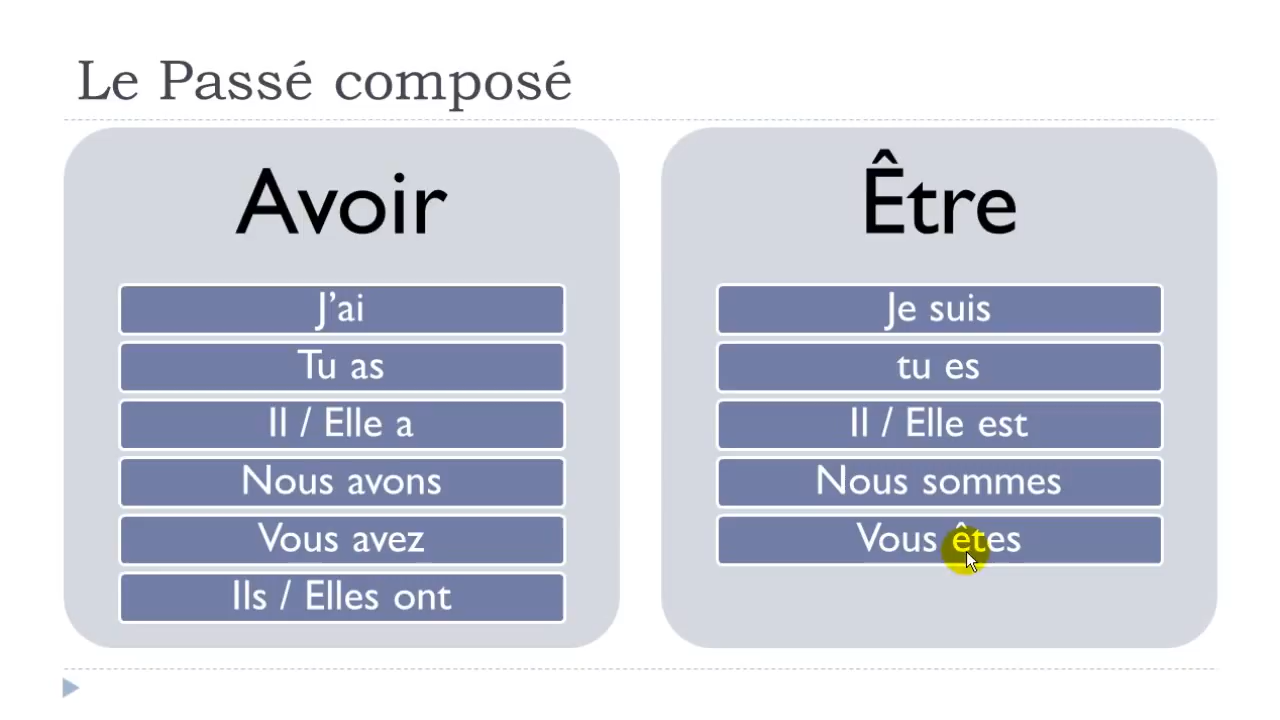 Le Passé composé
Avoir
J’ai
Tu as
Il / Elle a
Nous avons
Vous avez
Ils / Elles ont
Être
Je suis
tu es
Il / Elle est
Nous sommes
Vous êtes